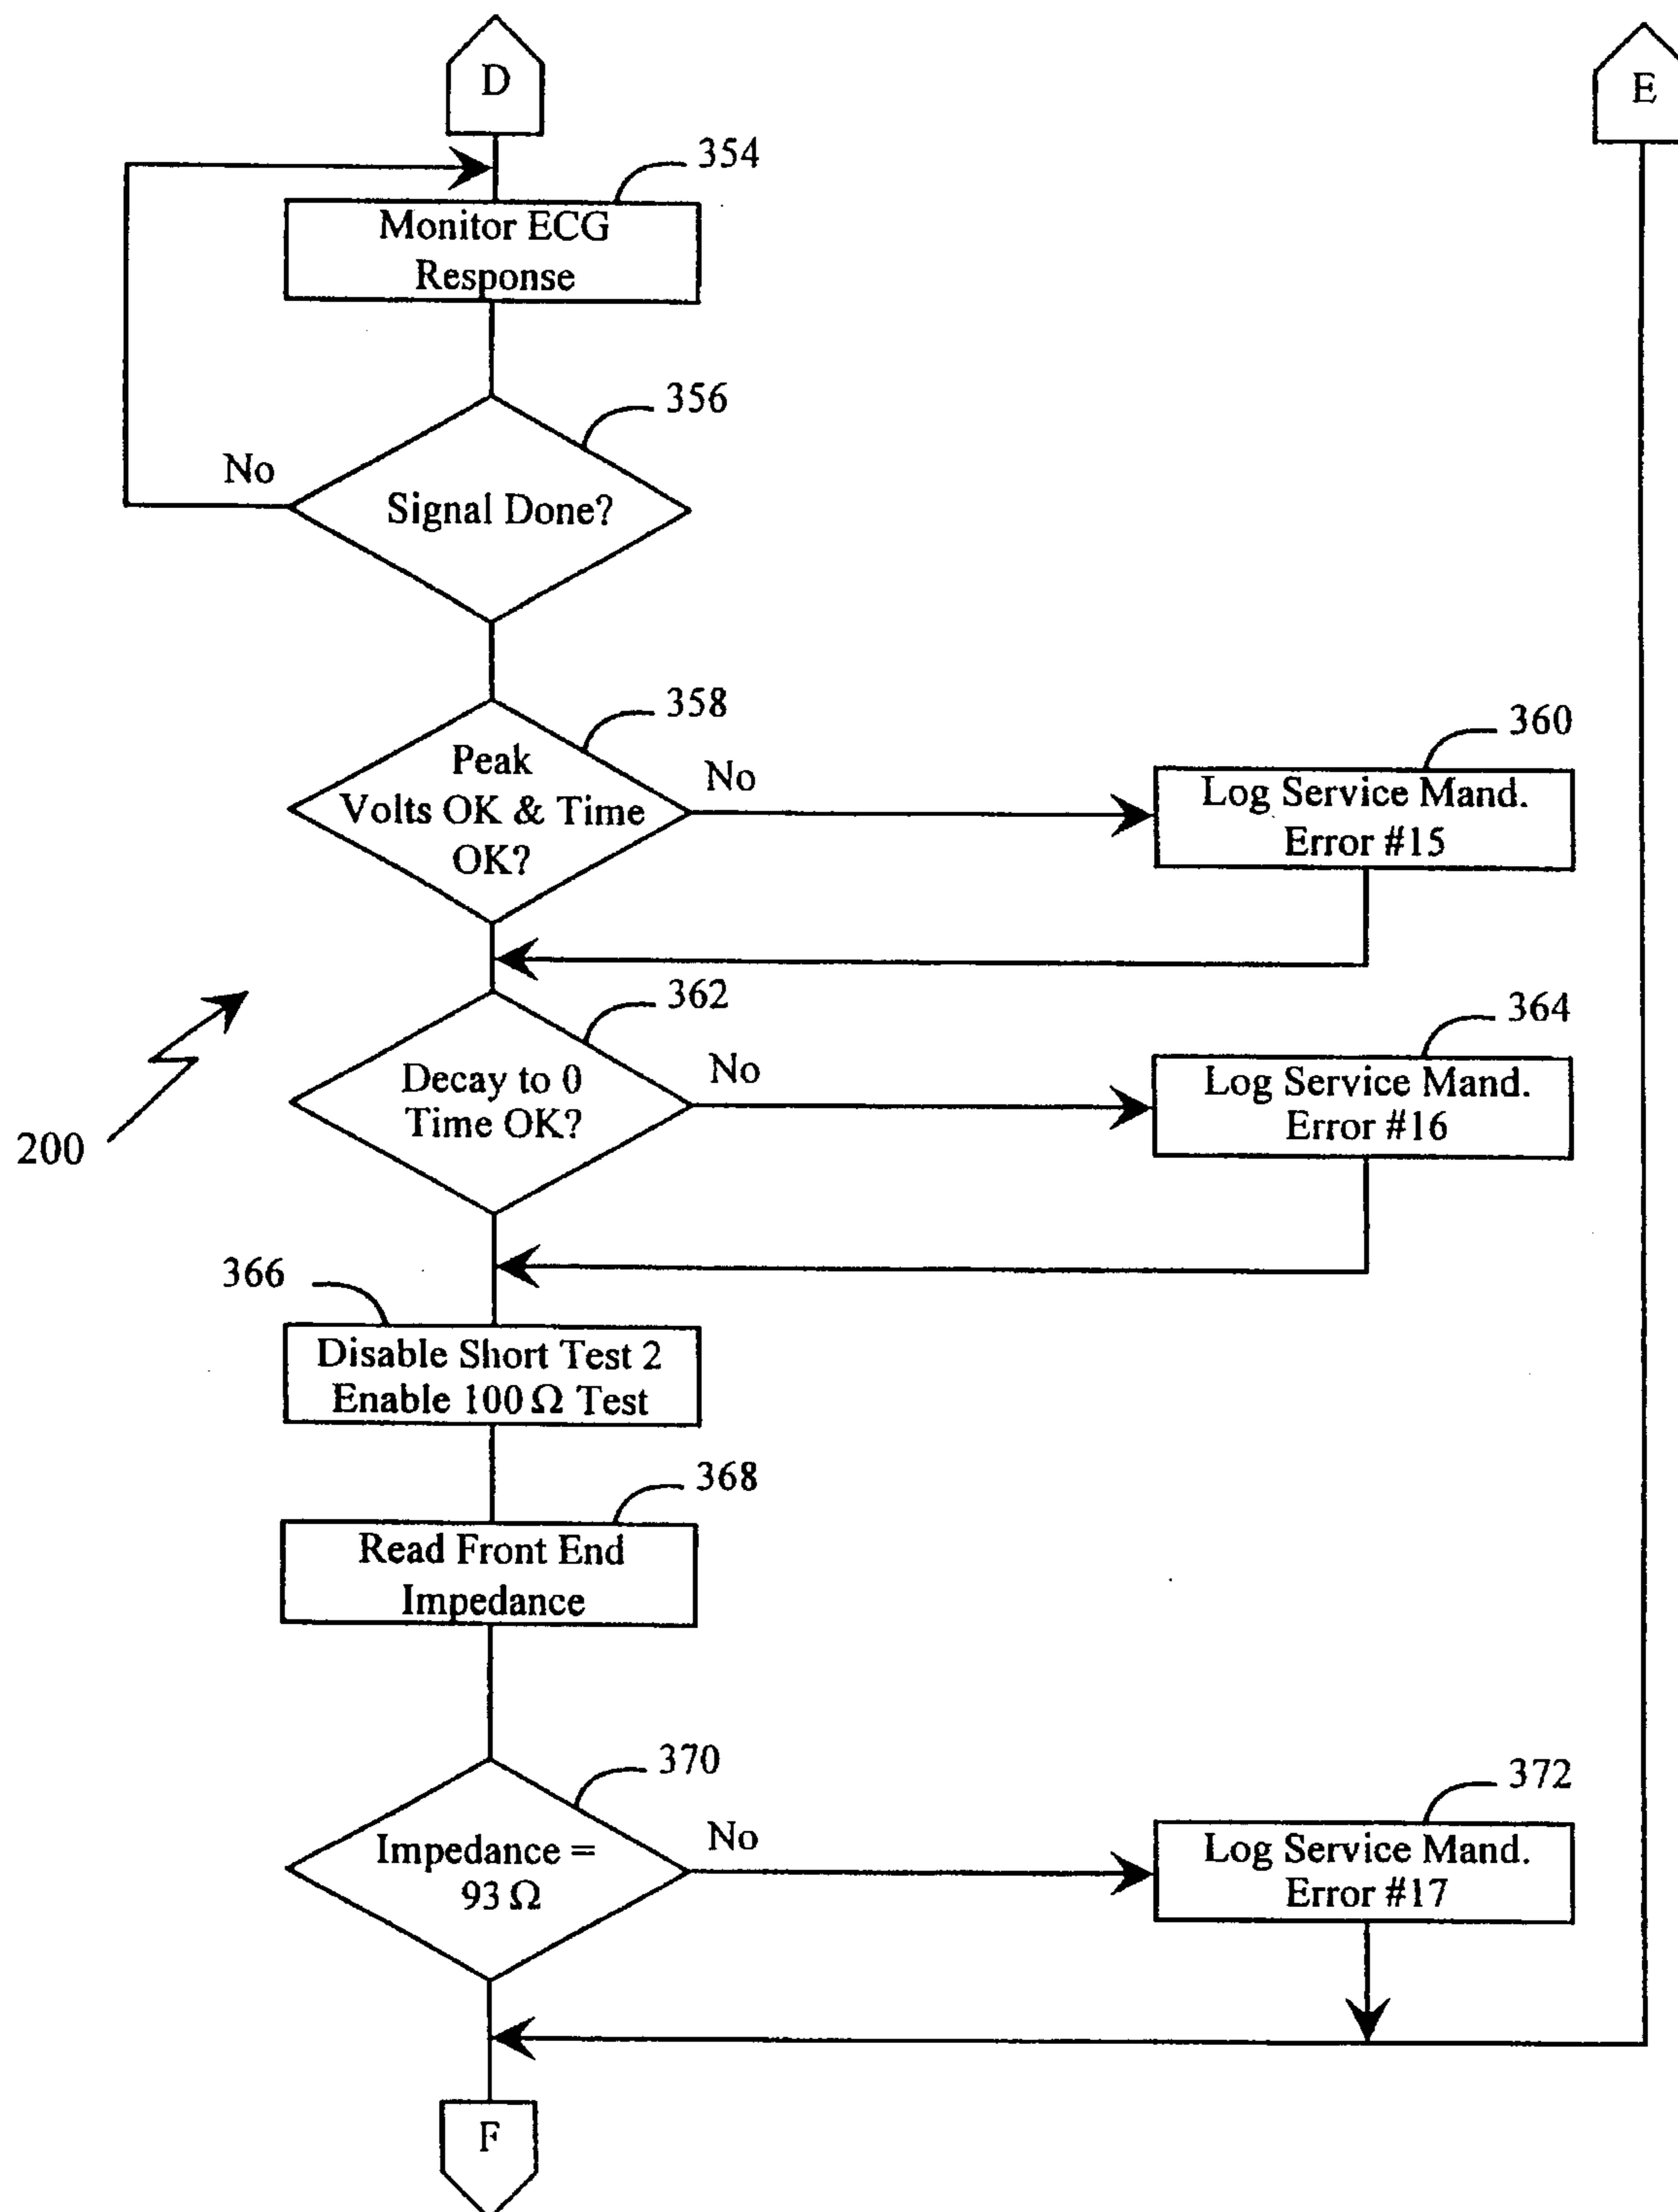 D
E
354
Monitor ECG
Response
356
No
Signal Done?
358
Peak
Volts OK & Time
OK?
No
360
Log Service Mand.
Error #15
362
Decay to 0
Time OK?
No
364
Log Service Mand.
Error #16
200
366
Disable Short Test 2
Enable 100 Ω Test
368
Read Front End
Impedance
370
Impedance =
93 Ω
No
372
Log Service Mand.
Error #17
F